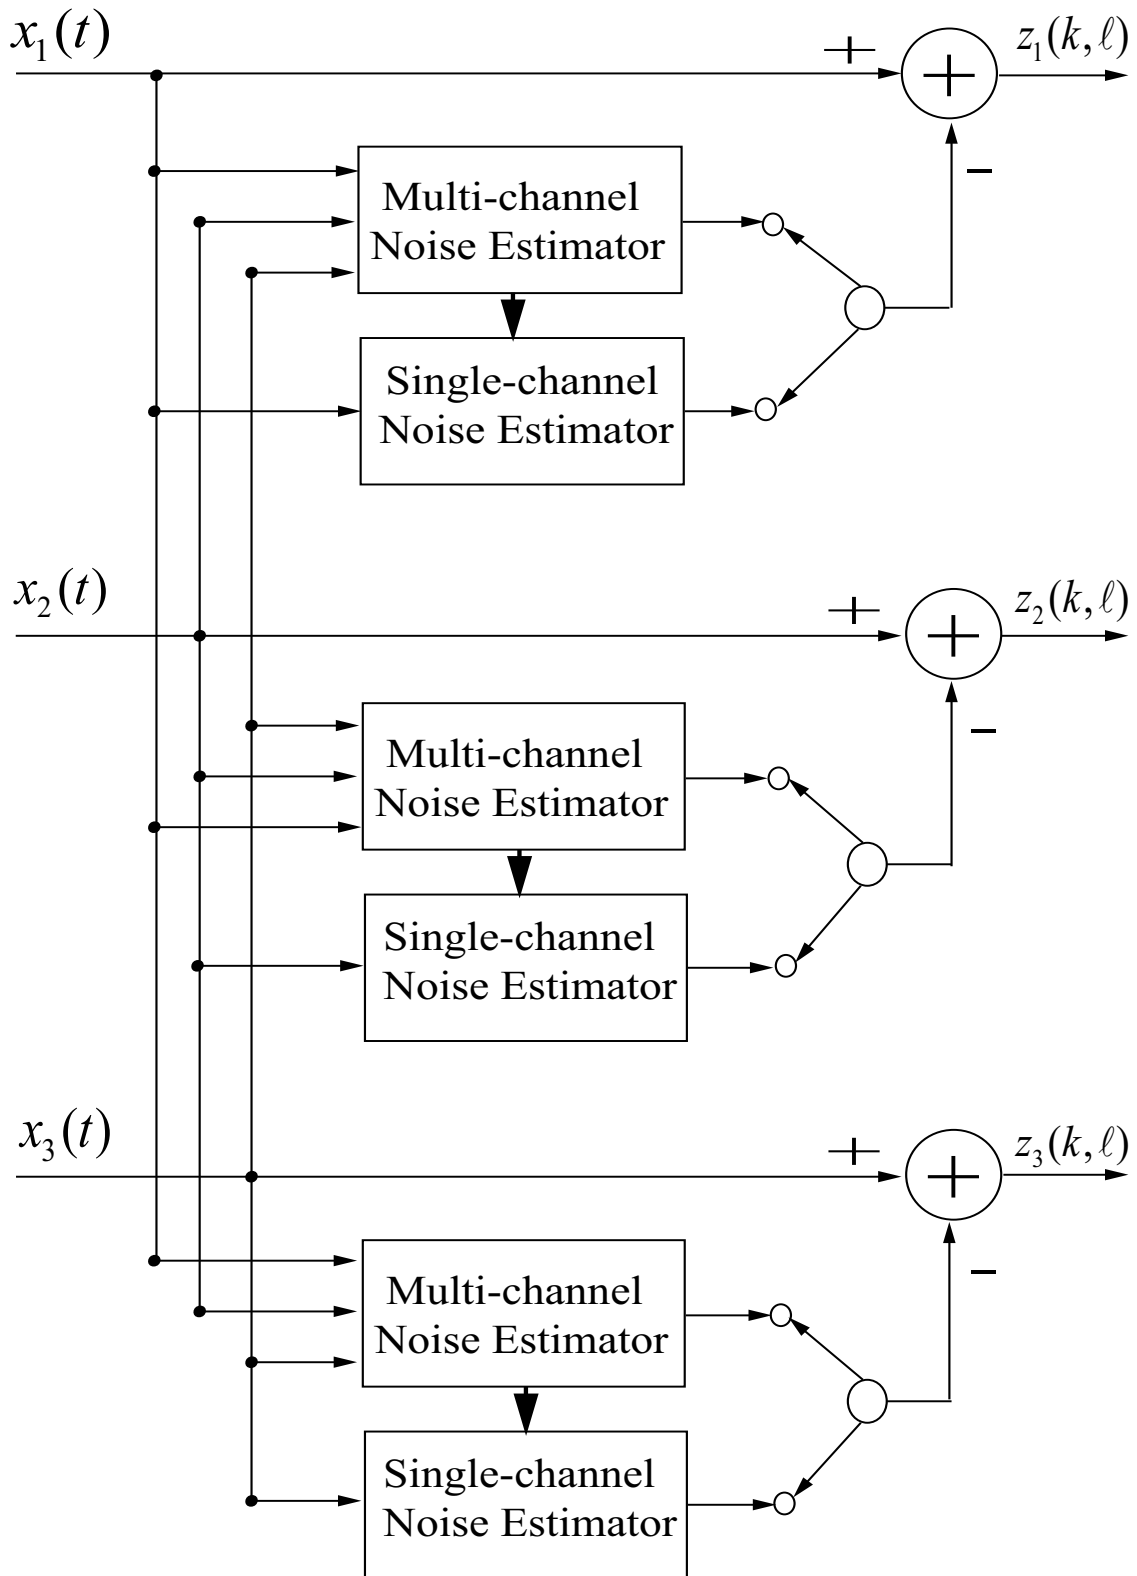 x₁(t)
+
z₁(k, ℓ)
+
−
Multi-channel
Noise Estimator
Single-channel
Noise Estimator
x₂(t)
+
z₂(k, ℓ)
+
−
Multi-channel
Noise Estimator
Single-channel
Noise Estimator
x₃(t)
+
z₃(k, ℓ)
+
−
Multi-channel
Noise Estimator
Single-channel
Noise Estimator